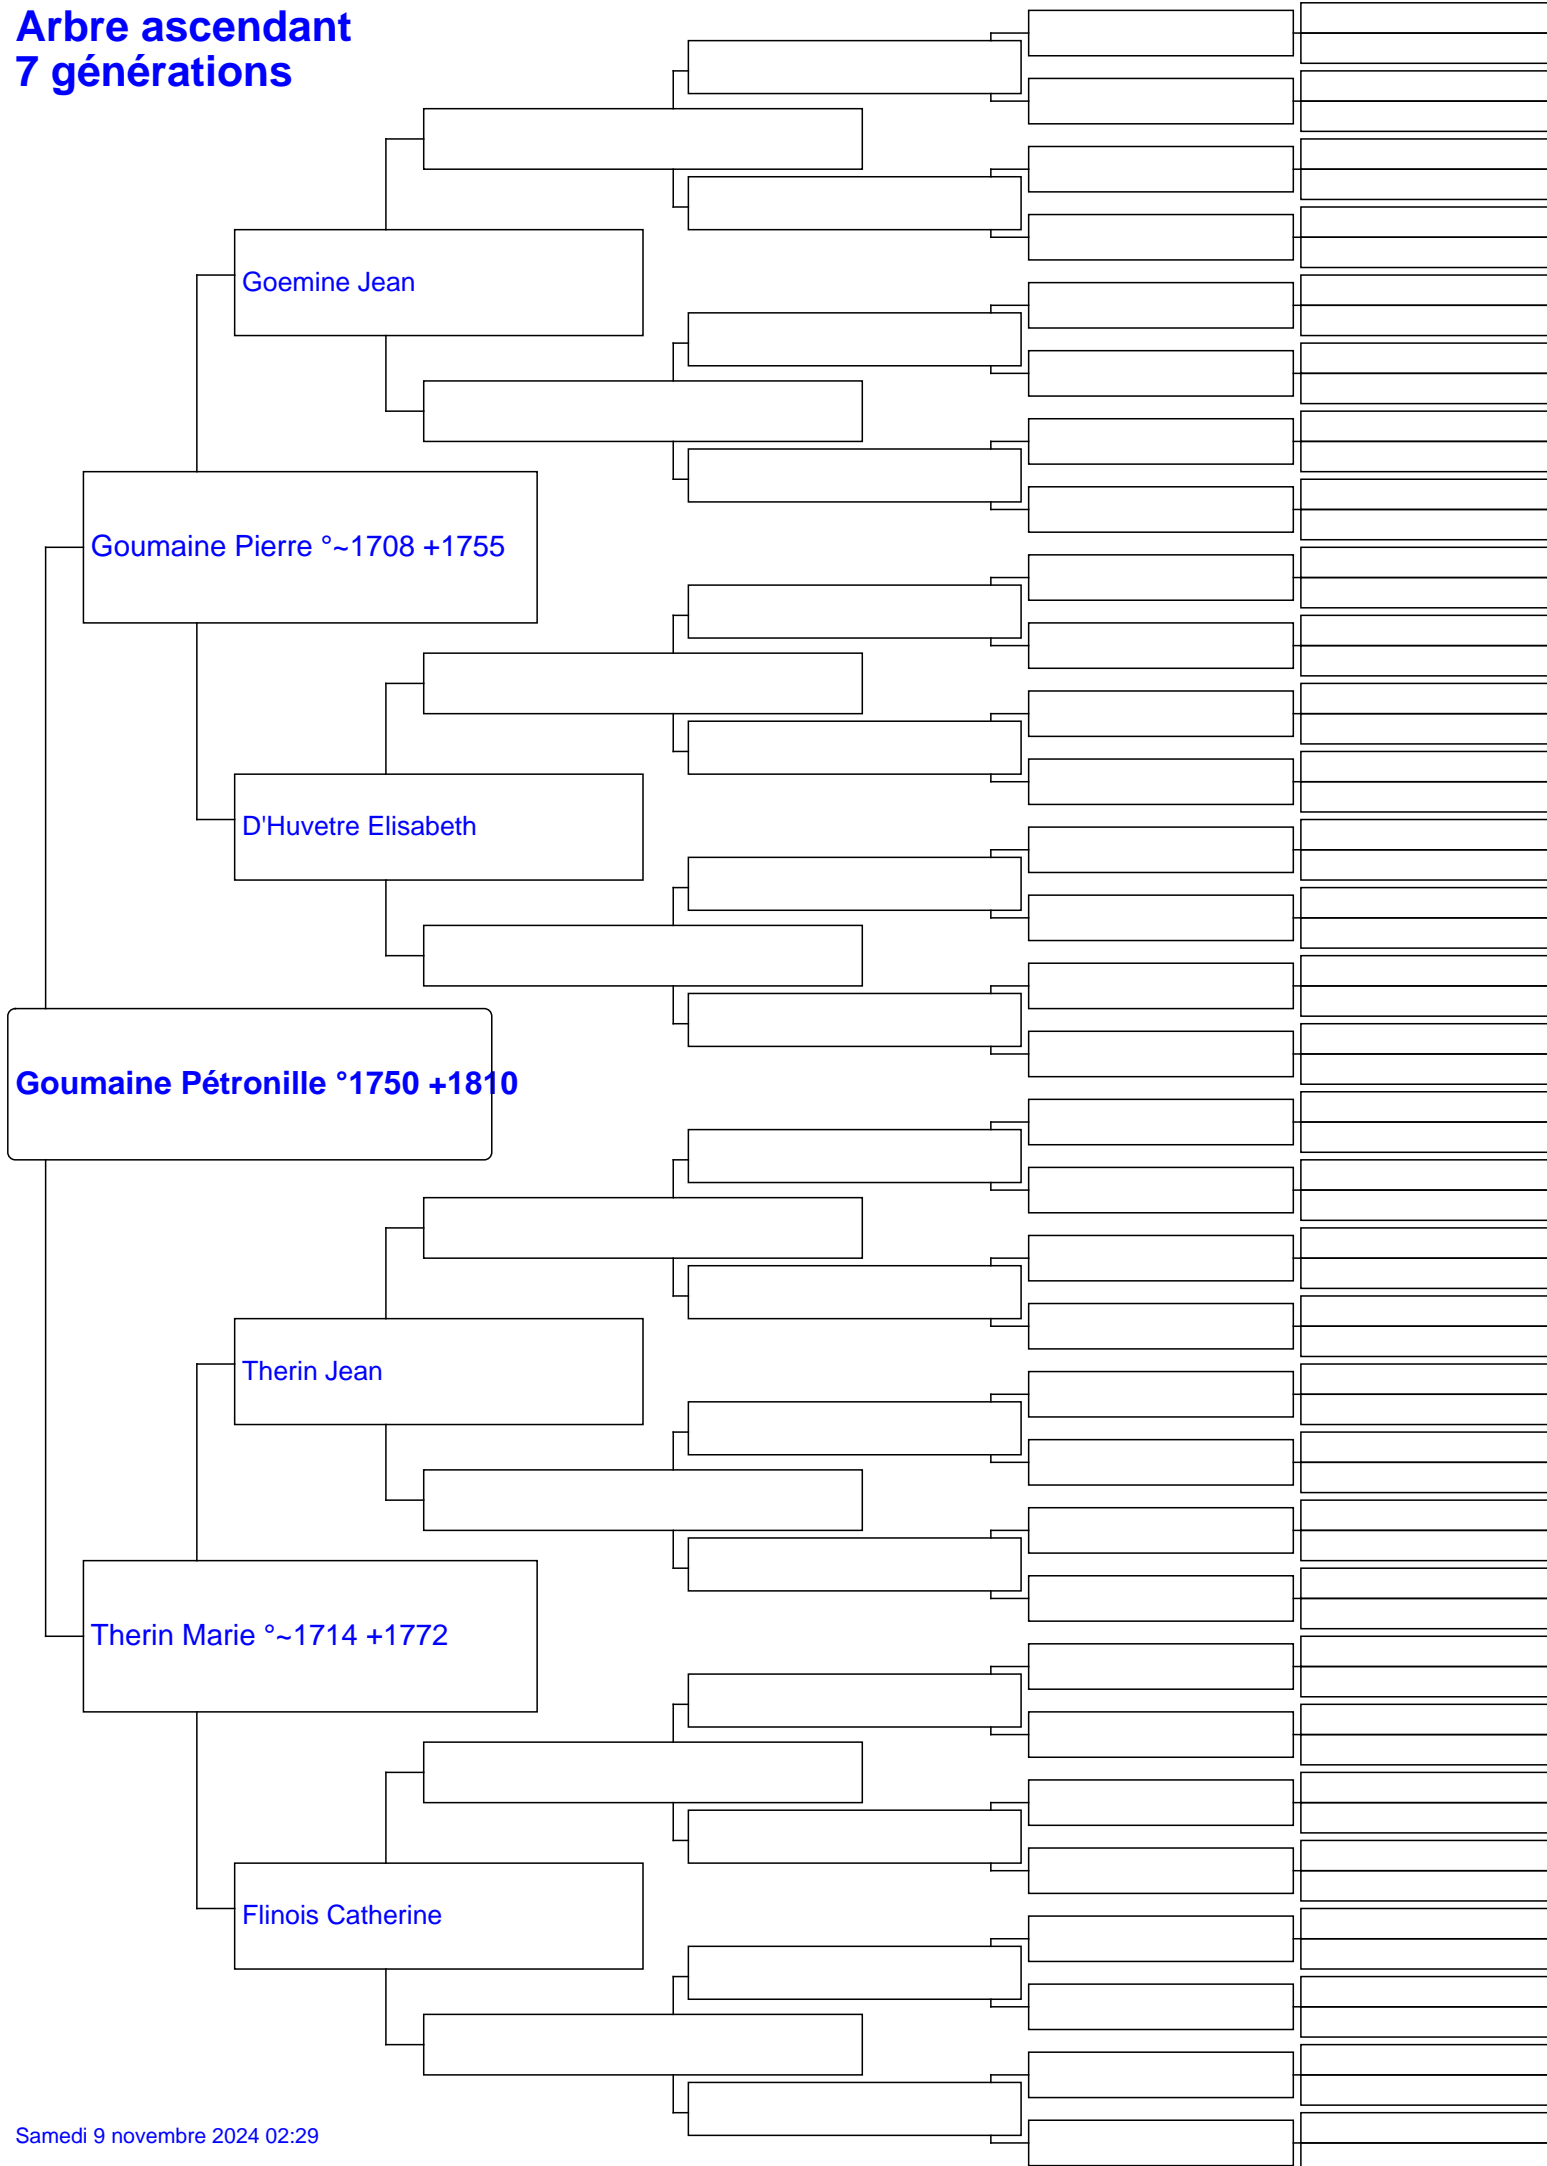 Arbre ascendant
7 générations
Goemine Jean
Goumaine Pierre °~1708 +1755
D'Huvetre Elisabeth
Goumaine Pétronille °1750 +1810
Therin Jean
Therin Marie °~1714 +1772
Flinois Catherine
Samedi 9 novembre 2024 02:29